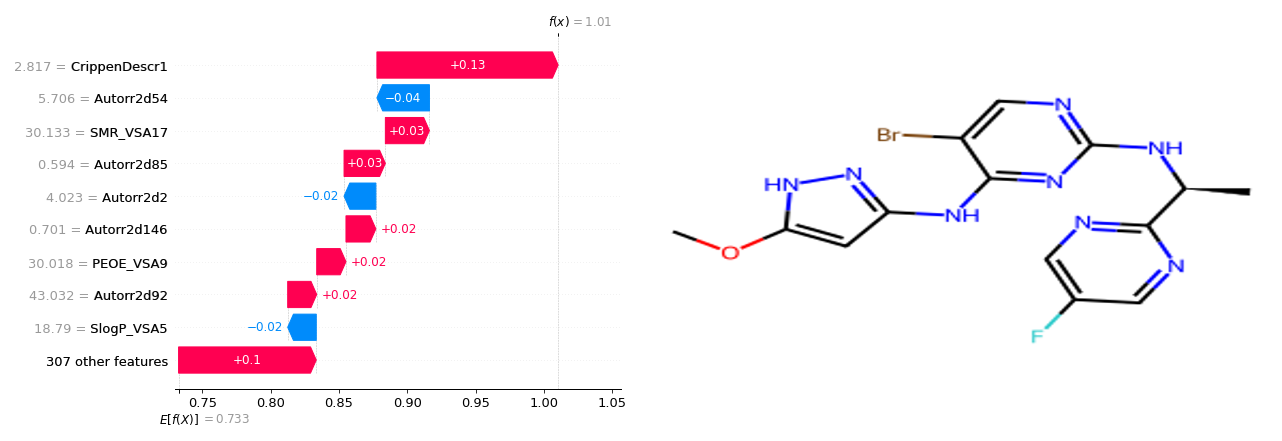 f(x) = 1.01
2.817 = CrippenDescr1
+0.13
5.706 = Autorr2d54
−0.04
30.133 = SMR_VSA17
+0.03
0.594 = Autorr2d85
+0.03
4.023 = Autorr2d2
−0.02
0.701 = Autorr2d146
+0.02
30.018 = PEOE_VSA9
+0.02
43.032 = Autorr2d92
+0.02
18.79 = SlogP_VSA5
−0.02
307 other features
+0.1
0.75 0.80 0.85 0.90 0.95 1.00 1.05
E[f(X)] = 0.733
N
Br
NH
N
N
HN
NH
N
O
N
N
F